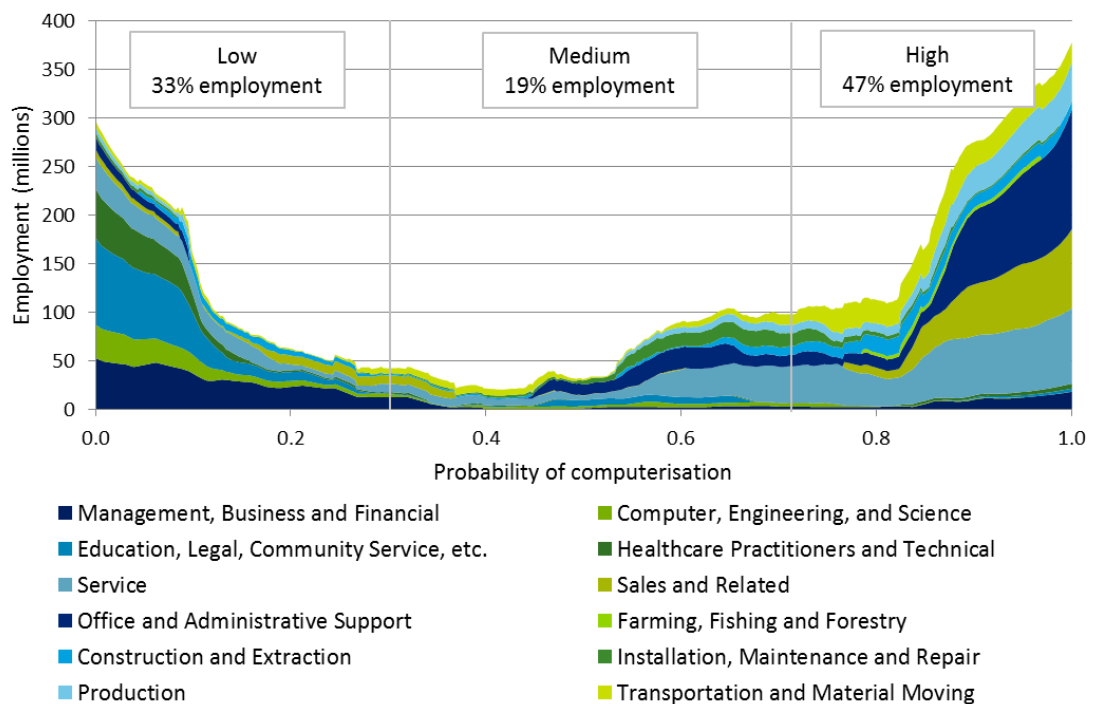 400
350
300
250
200
150
100
50
0
Employment (millions)
Low
33% employment
Medium
19% employment
High
47% employment
0.0 0.2 0.4 0.6 0.8 1.0
Probability of computerisation
Management, Business and Financial
Computer, Engineering, and Science
Education, Legal, Community Service, etc.
Healthcare Practitioners and Technical
Service
Sales and Related
Office and Administrative Support
Farming, Fishing and Forestry
Construction and Extraction
Installation, Maintenance and Repair
Production
Transportation and Material Moving